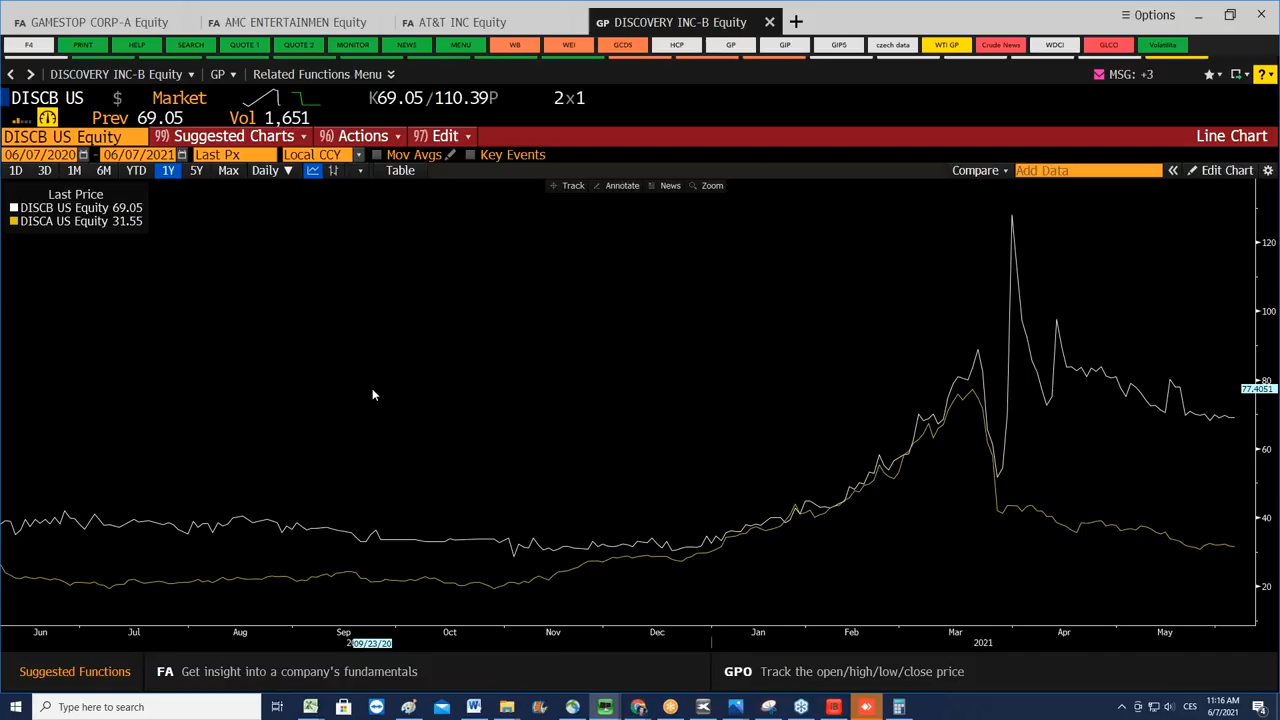 FA GAMESTOP CORP-A Equity FA AMC ENTERTAINMEN Equity FA AT&T INC Equity GP DISCOVERY INC-B Equity Options
F4 PRINT HELP SEARCH QUOTE 1 QUOTE 2 MONITOR NEWS MENU WB WEI GCDS HCP GP GIP GIP5 czech data WTI GP Crude News WDCI GLCO Volatilita
DISCOVERY INC-B Equity GP Related Functions Menu MSG: +3
DISCB US $ Market K69.05/110.39P 2x1
Prev 69.05 Vol 1,651
DISCB US Equity 99) Suggested Charts 96) Actions 97) Edit Line Chart
06/07/2020 - 06/07/2021 Last Px Local CCY Mov Avgs Key Events
1D 3D 1M 6M YTD 1Y 5Y Max Daily ▼ Table Compare Add Data Edit Chart
Track Annotate News Zoom
Last Price
DISCB US Equity 69.05
DISCA US Equity 31.55
120
100
80
77.4051
60
40
20
Jun Jul Aug Sep Oct Nov Dec Jan Feb Mar Apr May
09/23/20 2021
Suggested Functions FA Get insight into a company's fundamentals GPO Track the open/high/low/close price
Type here to search CES 11:16 AM
6/7/2021